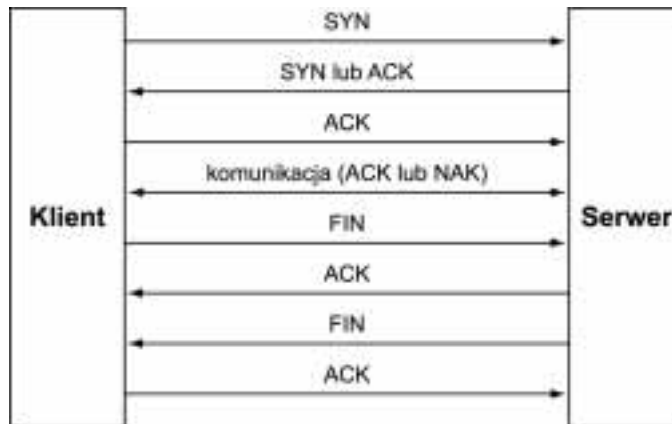 SYN
SYN lub ACK
ACK
komunikacja (ACK lub NAK)
Klient
Serwer
FIN
ACK
FIN
ACK